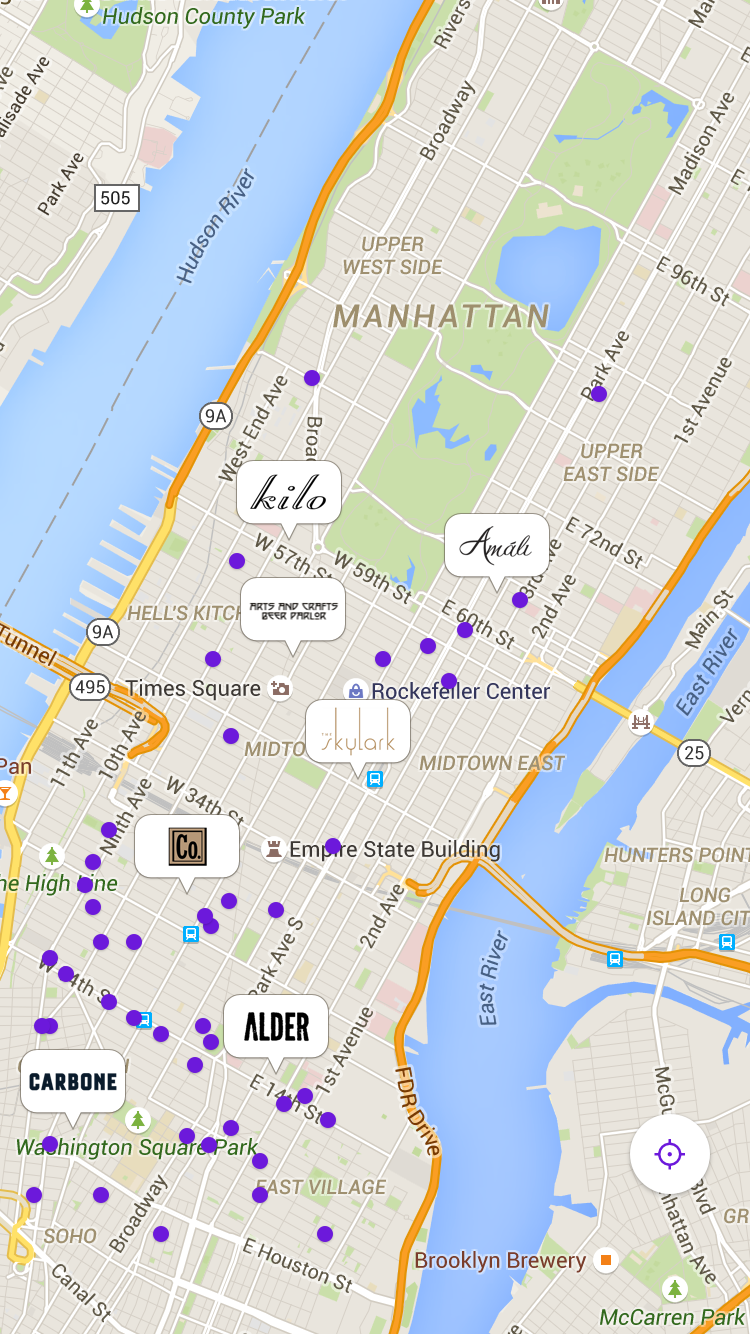 Hudson County Park
Rivers
Mar
Palisade Ave
Park Ave
Broadway
Madison Ave
505
Hudson River
UPPER
WEST SIDE
E 96th St
MANHATTAN
Park Ave
1st Avenue
9A
West End Ave
Broa
UPPER
EAST SIDE
kilo
Amáli
E 72nd St
W 57th St
W 59th St
2nd Ave
Main St
HELL'S KITCH
ARTS AND CRAFTS
BEER PARLOR
E 60th St
9A
Tunnel
East River
495
Times Square
Rockefeller Center
Vern
11th Ave
10th Ave
MIDTO
THE
Skylark
MIDTOWN EAST
25
Pan
W 34th St
Ninth Ave
Co.
Empire State Building
HUNTERS POINT
he High Line
LONG
ISLAND CIT
2nd Ave
Park Ave S
East River
W 14th St
ALDER
1st Avenue
CARBONE
E 14th St
FDR Drive
McGu
Washington Square Park
Blvd
EAST VILLAGE
Broadway
hattan Ave
GR
SOHO
E Houston St
Brooklyn Brewery
Canal St
McCarren Park